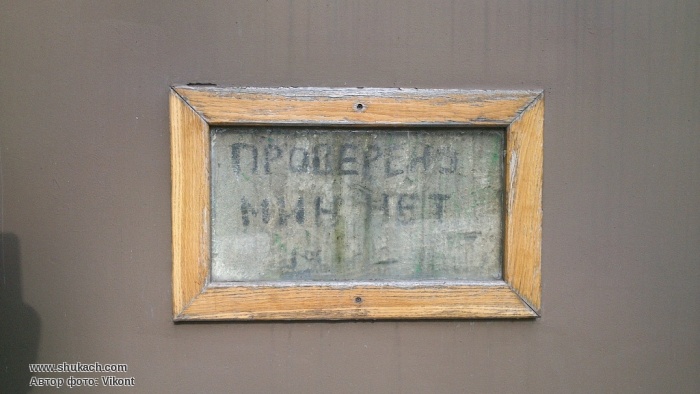 ПРОВЕРЕНО
МИН НЕТ
www.shukach.com
Автор фото: Vikont